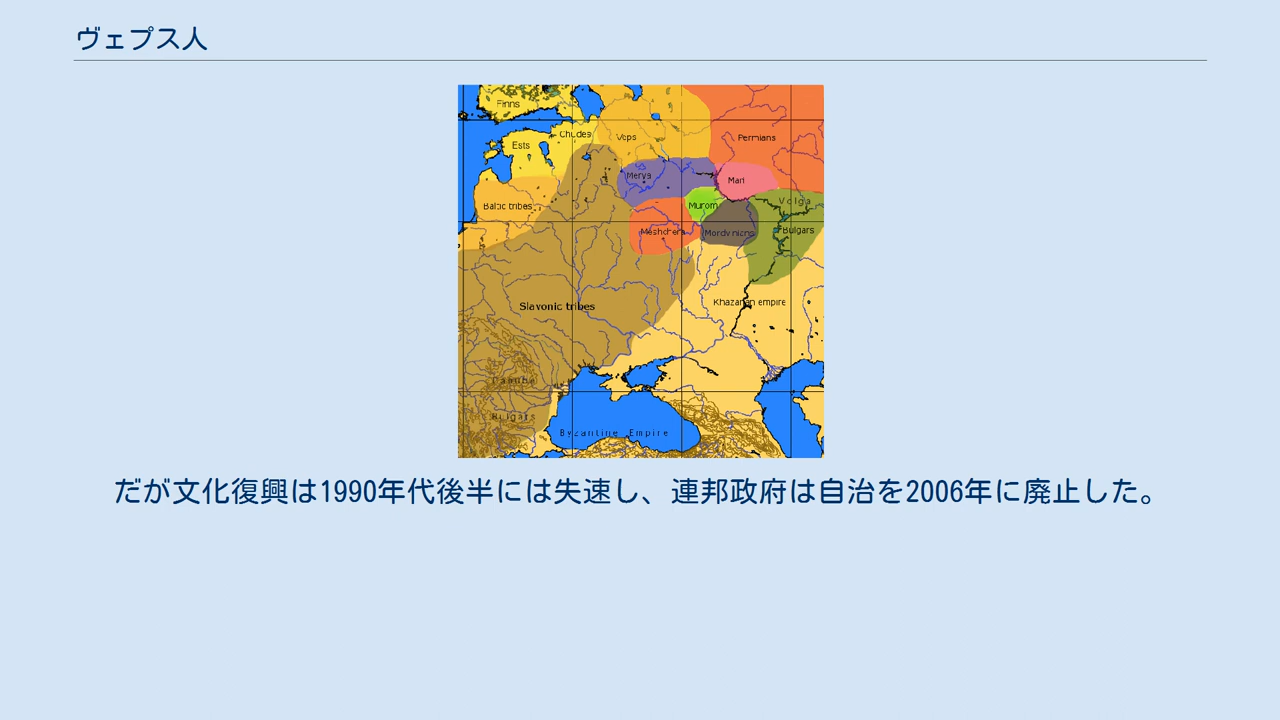 ヴェプス人
Finns
Chudes
Ests
Veps
Permians
Merya
Mari
Volga
Baltic tribes
Murom
Meshchera
Mordvnians
Bulgars
Slavonic tribes
Khazarian empire
Danube
Bulgars
Byzantine Empire
だが文化復興は1990年代後半には失速し、連邦政府は自治を2006年に廃止した。